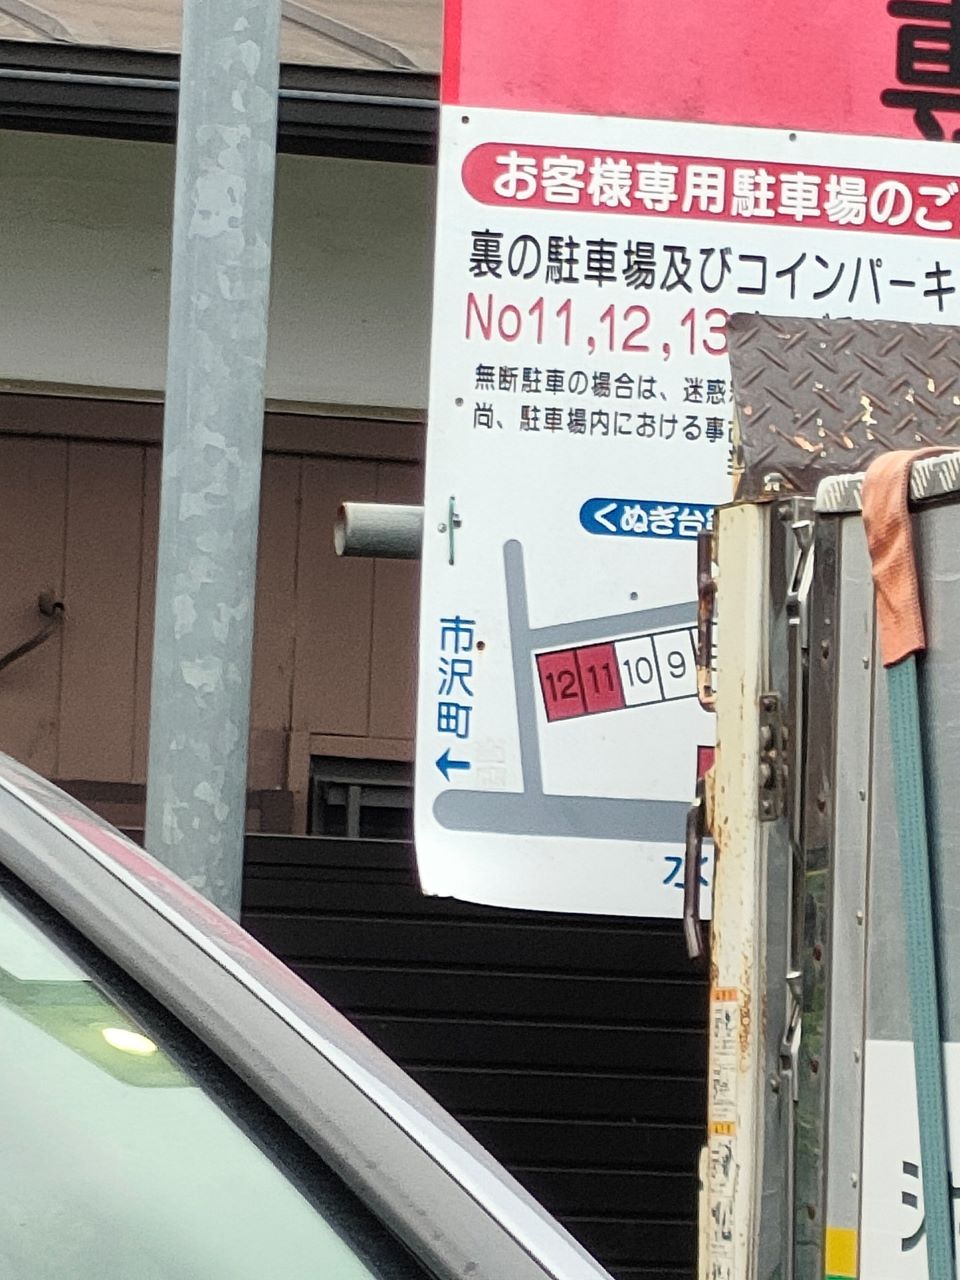 お客様専用駐車場のご
裏の駐車場及びコインパーキ
No11,12,13
無断駐車の場合は、迷惑
尚、駐車場内における事
くぬぎ台
市沢町
←
12 11 10 9
水